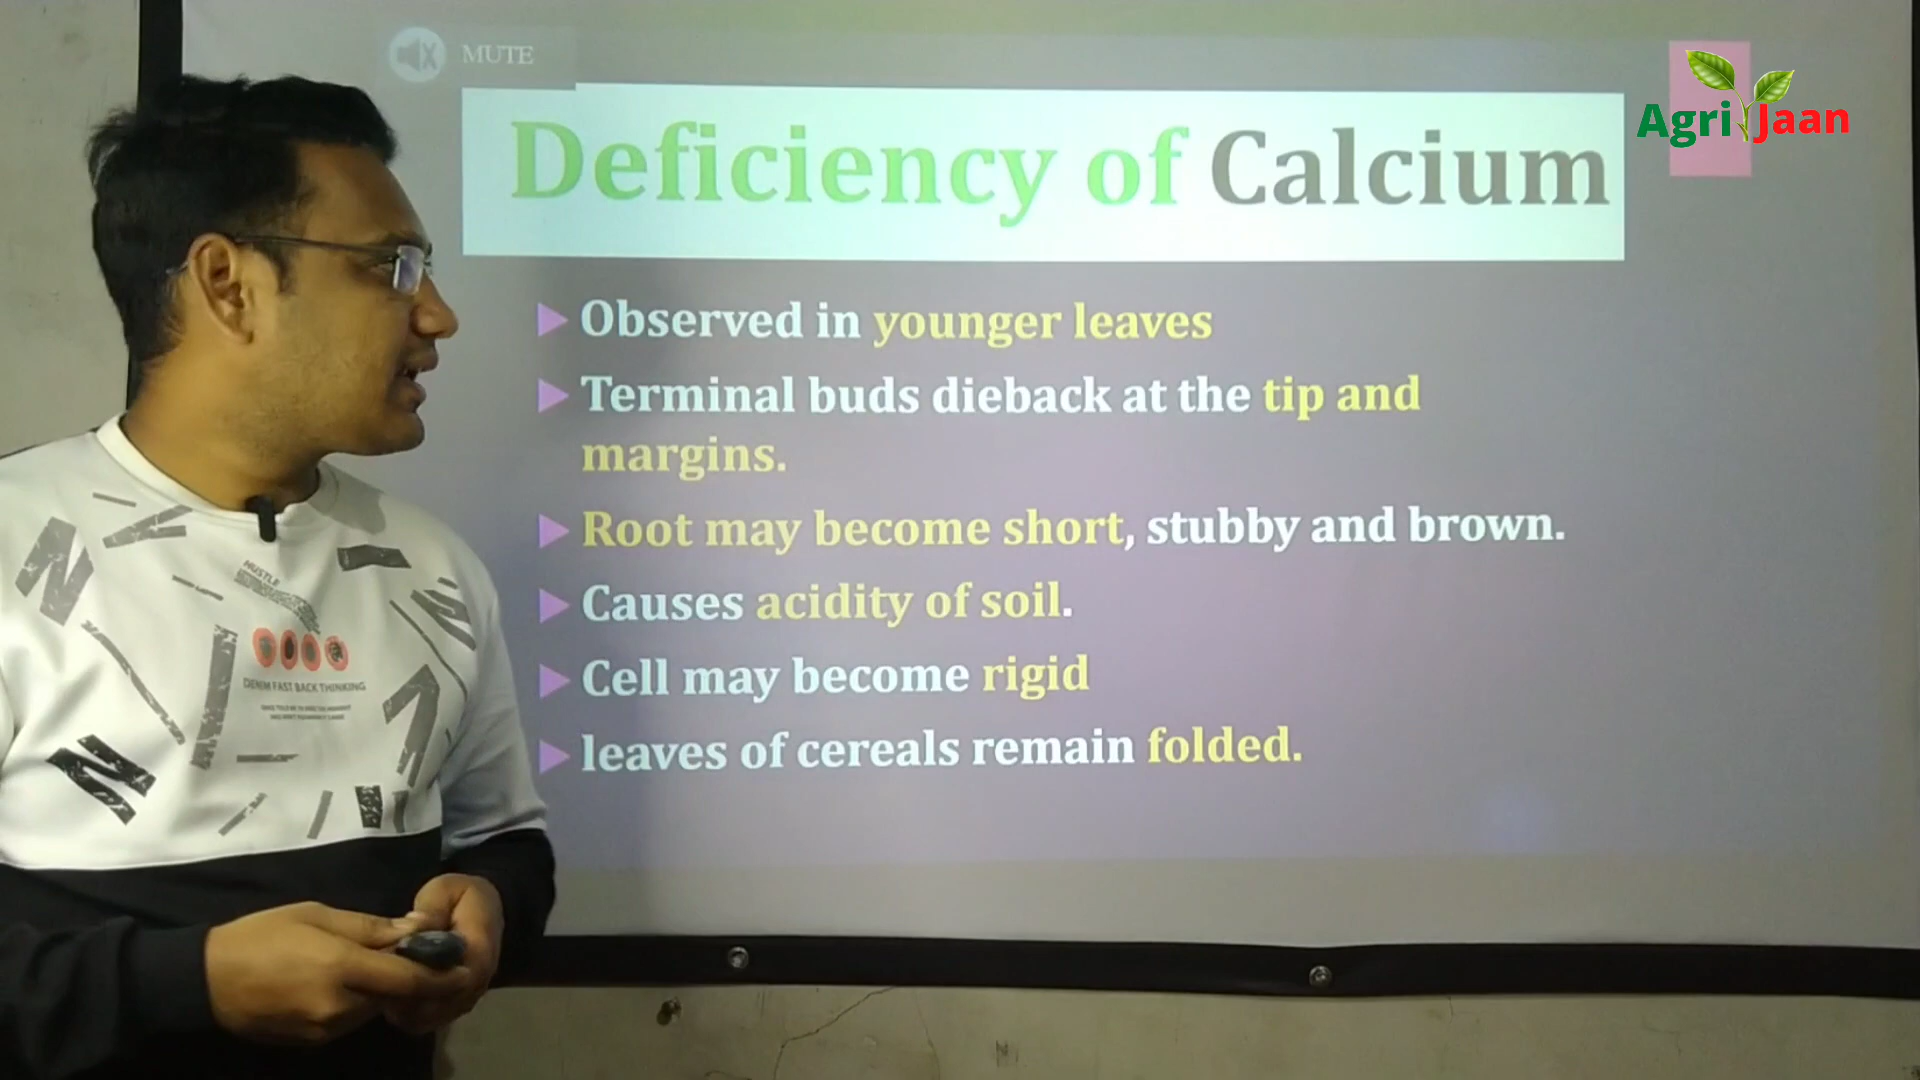 MUTE
Agri Jaan
Deficiency of Calcium
Observed in younger leaves
Terminal buds dieback at the tip and
margins.
Root may become short, stubby and brown.
Causes acidity of soil.
Cell may become rigid
leaves of cereals remain folded.
HUSTLE
DENIM FAST BACK THINKING